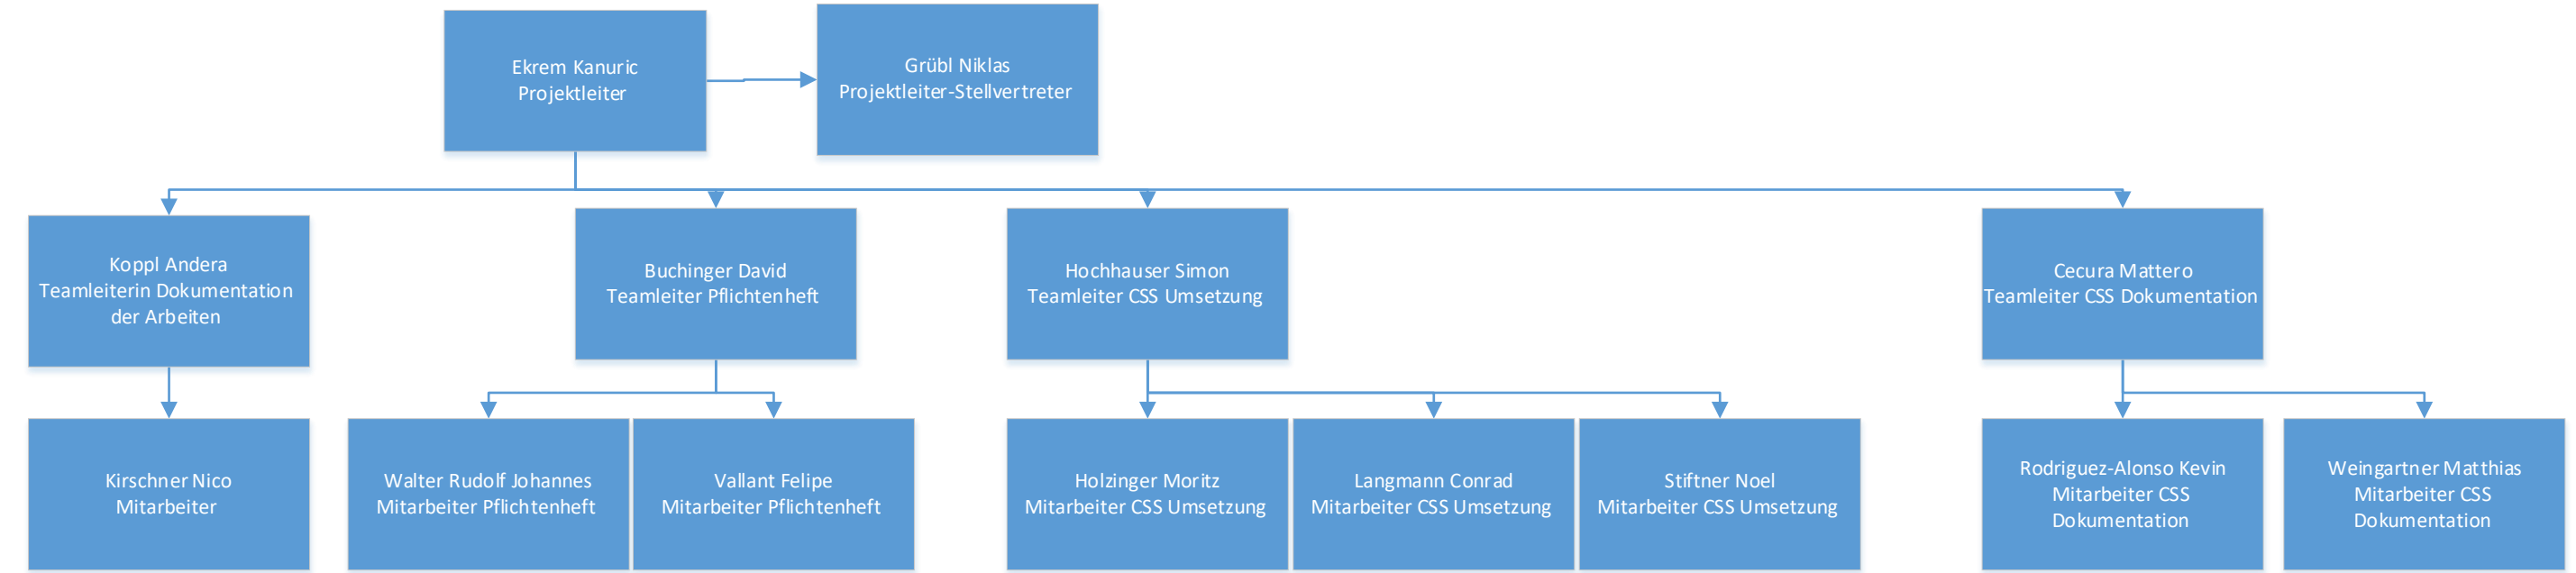 Ekrem Kanuric
Projektleiter
Grübl Niklas
Projektleiter-Stellvertreter
Koppl Andera
Teamleiterin Dokumentation
der Arbeiten
Buchinger David
Teamleiter Pflichtenheft
Hochhauser Simon
Teamleiter CSS Umsetzung
Cecura Mattero
Teamleiter CSS Dokumentation
Kirschner Nico
Mitarbeiter
Walter Rudolf Johannes
Mitarbeiter Pflichtenheft
Vallant Felipe
Mitarbeiter Pflichtenheft
Holzinger Moritz
Mitarbeiter CSS Umsetzung
Langmann Conrad
Mitarbeiter CSS Umsetzung
Stiftner Noel
Mitarbeiter CSS Umsetzung
Rodriguez-Alonso Kevin
Mitarbeiter CSS
Dokumentation
Weingartner Matthias
Mitarbeiter CSS
Dokumentation